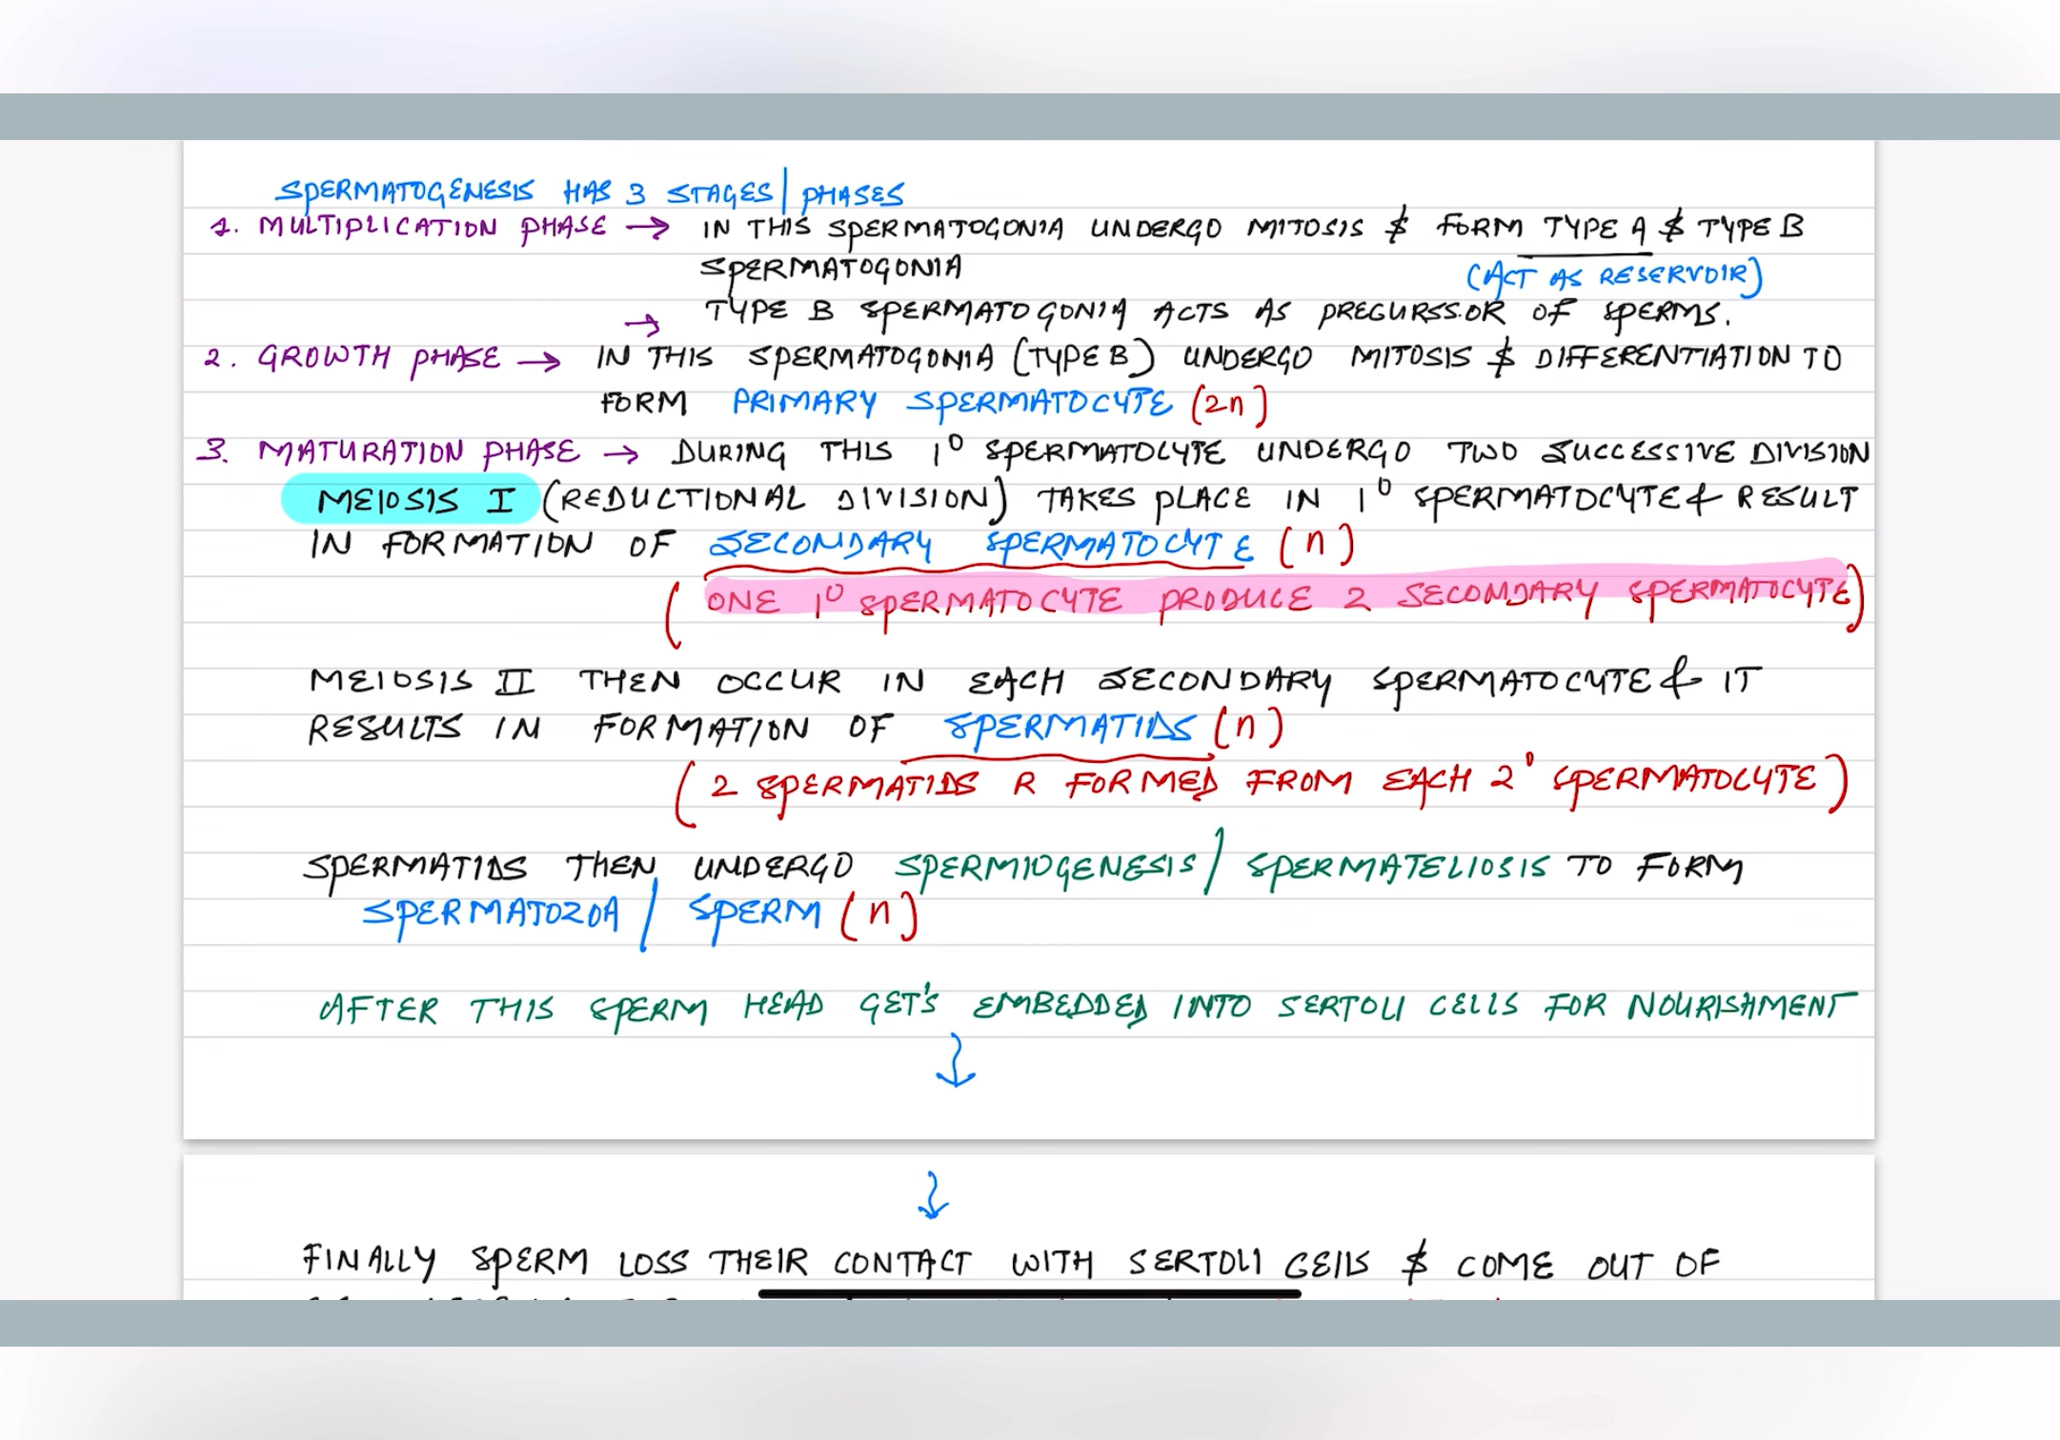 SPERMATOGENESIS HAS 3 STAGES/PHASES
1. MULTIPLICATION PHASE → IN THIS SPERMATOGONIA UNDERGO MITOSIS & FORM TYPE A & TYPE B
SPERMATOGONIA (ACT AS RESERVOIR)
→ TYPE B SPERMATOGONIA ACTS AS PRECURSSOR OF SPERMS.
2. GROWTH PHASE → IN THIS SPERMATOGONIA (TYPE B) UNDERGO MITOSIS & DIFFERENTIATION TO
FORM PRIMARY SPERMATOCYTE (2n)
3. MATURATION PHASE → DURING THIS 1° SPERMATOCYTE UNDERGO TWO SUCCESSIVE DIVISION
MEIOSIS I (REDUCTIONAL DIVISION) TAKES PLACE IN 1° SPERMATOCYTE & RESULT
IN FORMATION OF SECONDARY SPERMATOCYTE (n)
(ONE 1° SPERMATOCYTE PRODUCE 2 SECONDARY SPERMATOCYTE)
MEIOSIS II THEN OCCUR IN EACH SECONDARY SPERMATOCYTE & IT
RESULTS IN FORMATION OF SPERMATIDS (n)
(2 SPERMATIDS R FORMED FROM EACH 2° SPERMATOCYTE)
SPERMATIDS THEN UNDERGO SPERMIOGENESIS/SPERMATELIOSIS TO FORM
SPERMATOZOA/SPERM (n)
AFTER THIS SPERM HEAD GET'S EMBEDDED INTO SERTOLI CELLS FOR NOURISHMENT
↓
↓
FINALLY SPERM LOSS THEIR CONTACT WITH SERTOLI CELLS & COME OUT OF